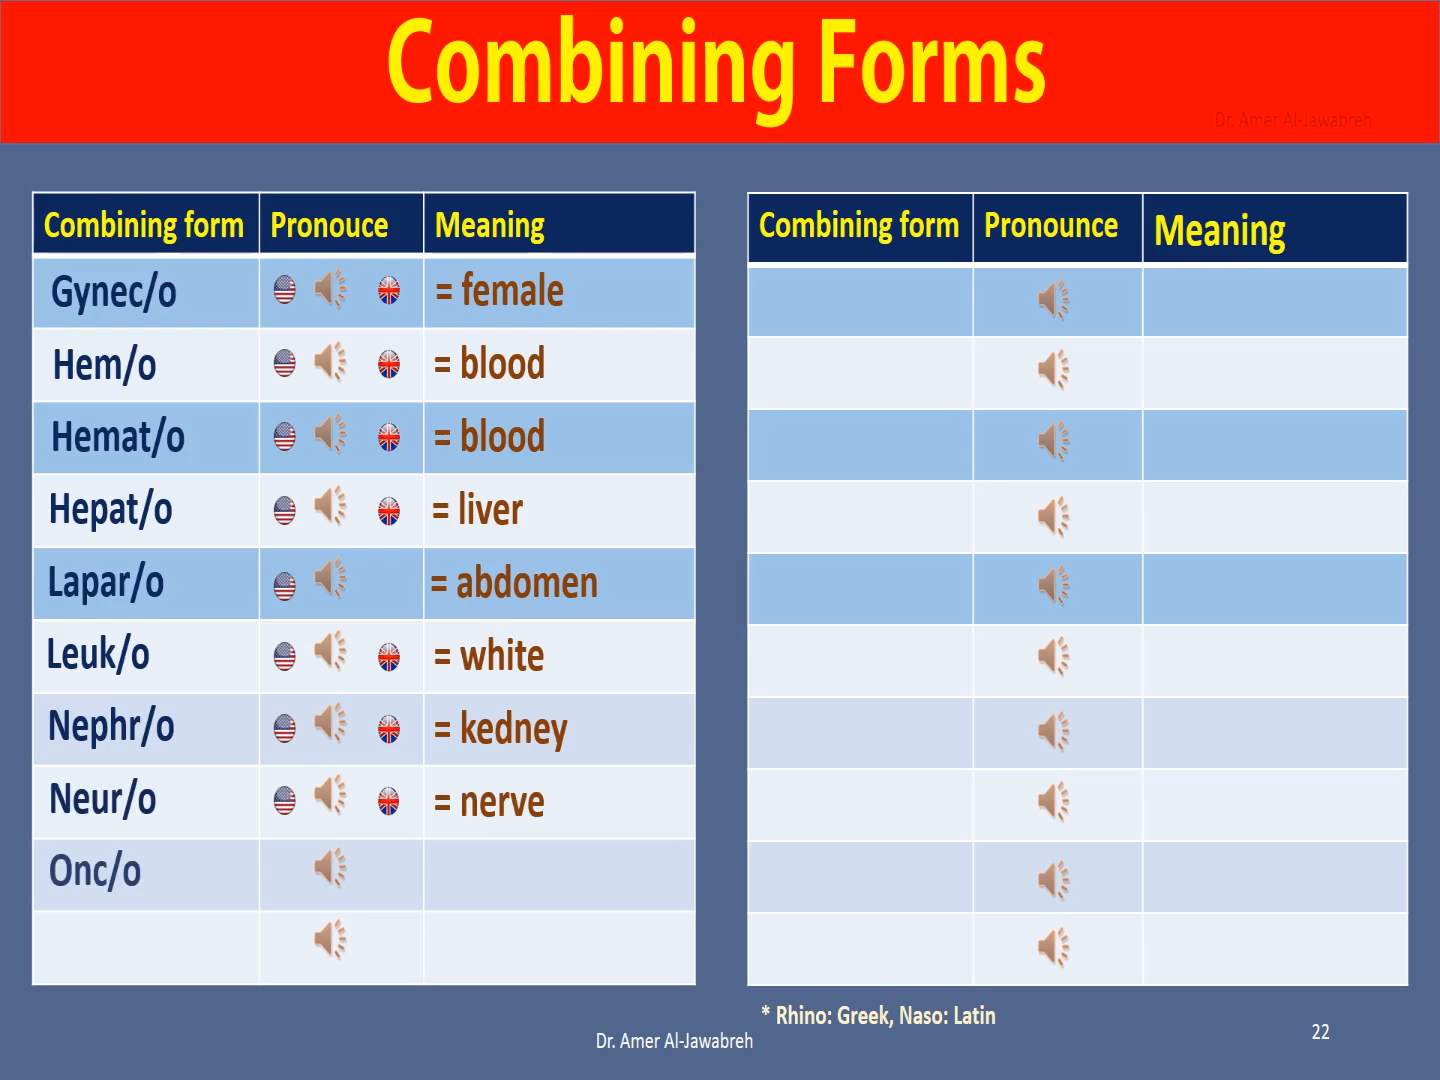 Combining Forms
Dr. Amer Al-Jawabreh
Combining form Pronouce Meaning
Gynec/o = female
Hem/o = blood
Hemat/o = blood
Hepat/o = liver
Lapar/o = abdomen
Leuk/o = white
Nephr/o = kedney
Neur/o = nerve
Onc/o
Combining form Pronounce Meaning
* Rhino: Greek, Naso: Latin
Dr. Amer Al-Jawabreh
22